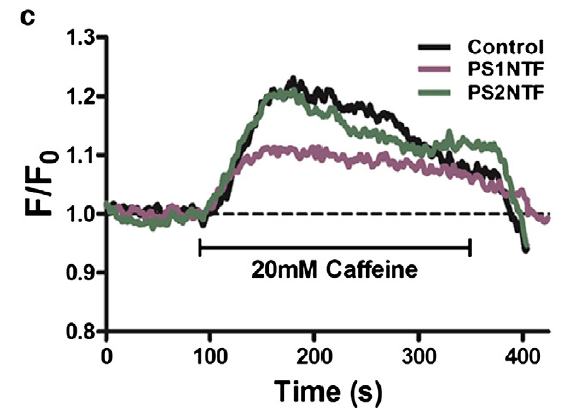 c
F/F0
1.3
1.2
1.1
1.0
0.9
0.8
Control
PS1NTF
PS2NTF
20mM Caffeine
0 100 200 300 400
Time (s)